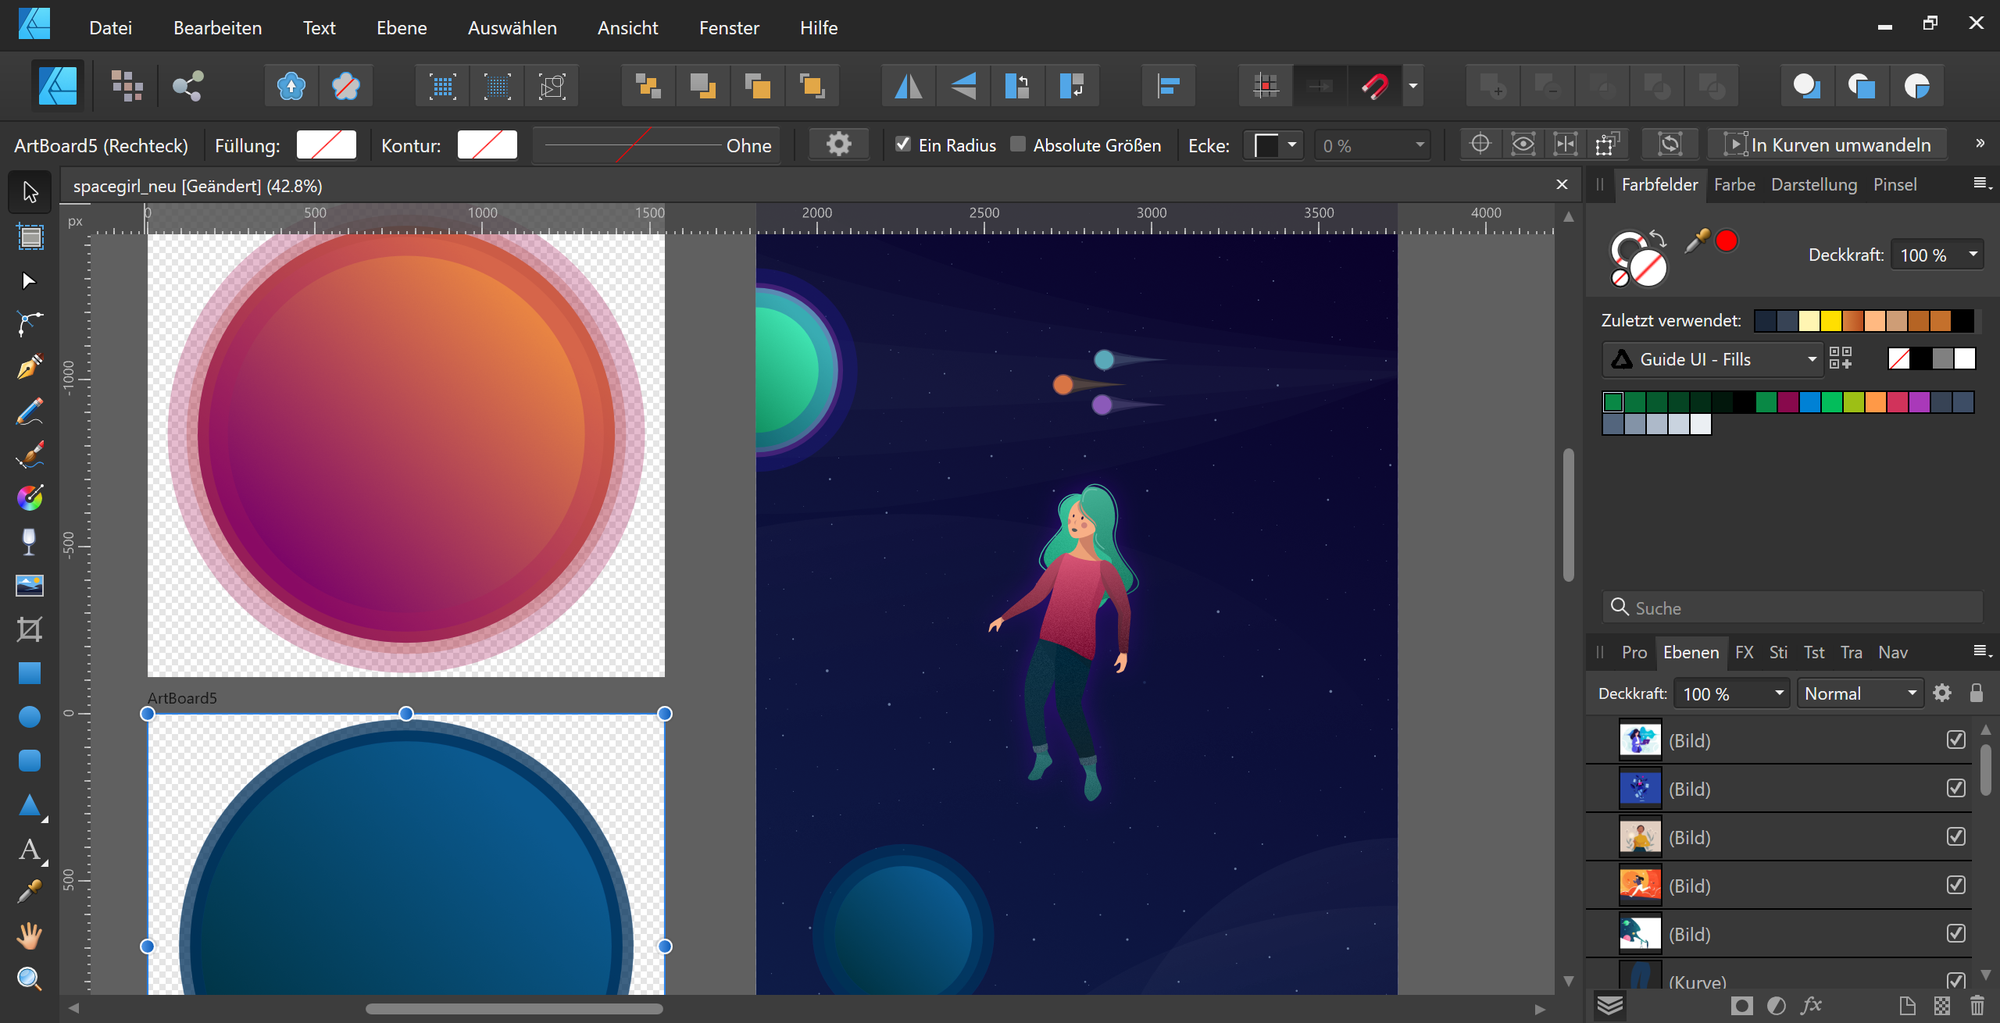 Datei Bearbeiten Text Ebene Auswählen Ansicht Fenster Hilfe
ArtBoard5 (Rechteck) Füllung: Kontur: Ohne Ein Radius Absolute Größen Ecke: 0 % In Kurven umwandeln »
spacegirl_neu [Geändert] (42.8%)
px 0 500 1000 1500 2000 2500 3000 3500 4000
-1000
-500
0
500
ArtBoard5
Farbfelder Farbe Darstellung Pinsel
Deckkraft: 100 %
Zuletzt verwendet:
Guide UI - Fills
Suche
Pro Ebenen FX Sti Tst Tra Nav
Deckkraft: 100 % Normal
(Bild)
(Bild)
(Bild)
(Bild)
(Bild)
(Kurve)
fx